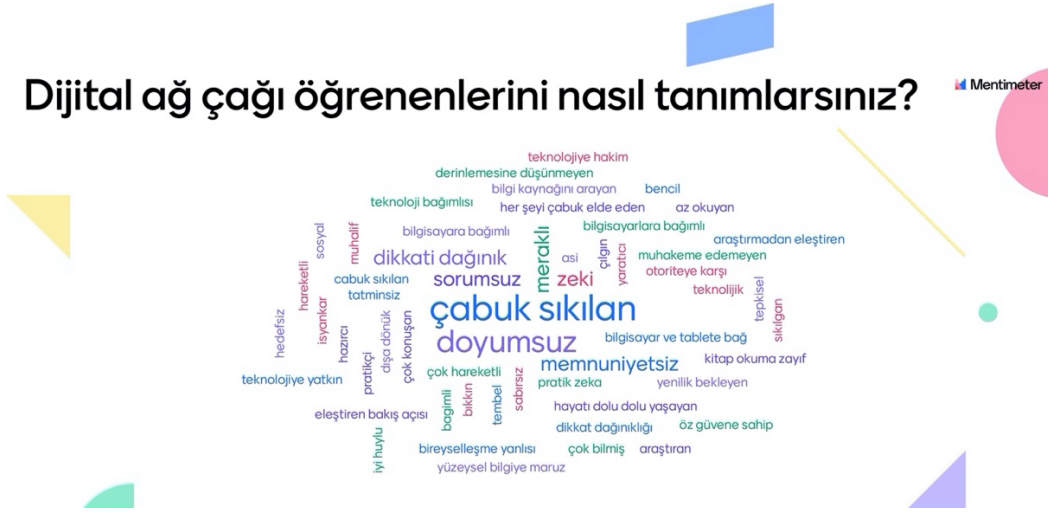 Dijital ağ çağı öğrenenlerini nasıl tanımlarsınız?
Mentimeter
teknolojiye hakim
derinlemesine düşünmeyen
bilgi kaynağını arayan
bencil
teknoloji bağımlısı
her şeyi çabuk elde eden
az okuyan
sosyal
muhalif
bilgisayara bağımlı
meraklı
bilgisayarlara bağımlı
araştırmadan eleştiren
dikkati dağınık
asi
çılgın
yaratıcı
muhakeme edemeyen
hareketli
cabuk sıkılan
sorumsuz
zeki
otoriteye karşı
tatminsiz
teknolijik
tepkisel
sıkılgan
çabuk sıkılan
hedefsiz
isyankar
hazırcı
pratikçi
dışa dönük
çok konuşan
doyumsuz
bilgisayar ve tablete bağ
memnuniyetsiz
kitap okuma zayıf
teknolojiye yatkın
çok hareketli
pratik zeka
yenilik bekleyen
bagimli
bıkkın
tembel
sabırsız
eleştiren bakış açısı
hayatı dolu dolu yaşayan
dikkat dağınıklığı
öz güvene sahip
iyi huylu
bireyselleşme yanlısı
çok bilmiş
araştıran
yüzeysel bilgiye maruz